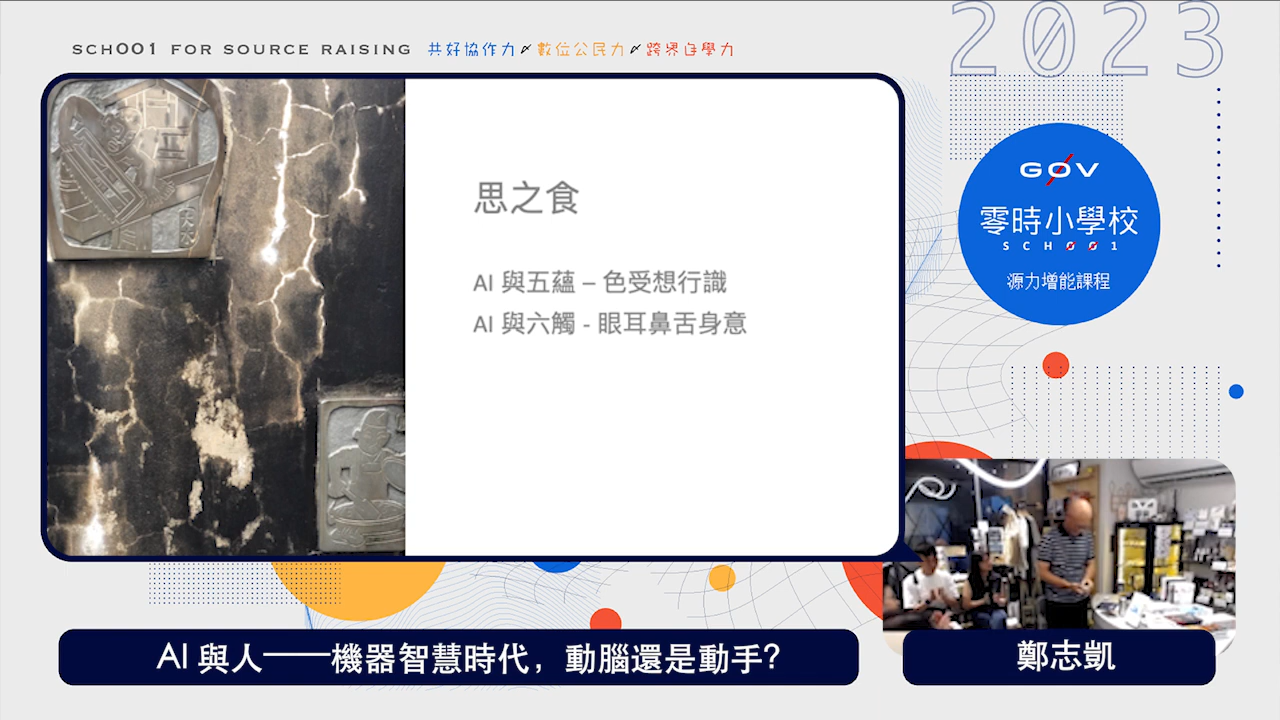 2023
SCH001 FOR SOURCE RAISING 共好協作力 数位公民力 跨界自學力
G0V
零時小學校
SCH001
源力增能課程
思之食
AI 與五蘊 – 色受想行識
AI 與六觸 - 眼耳鼻舌身意
AI 與人——機器智慧時代，動腦還是動手?
鄭志凱